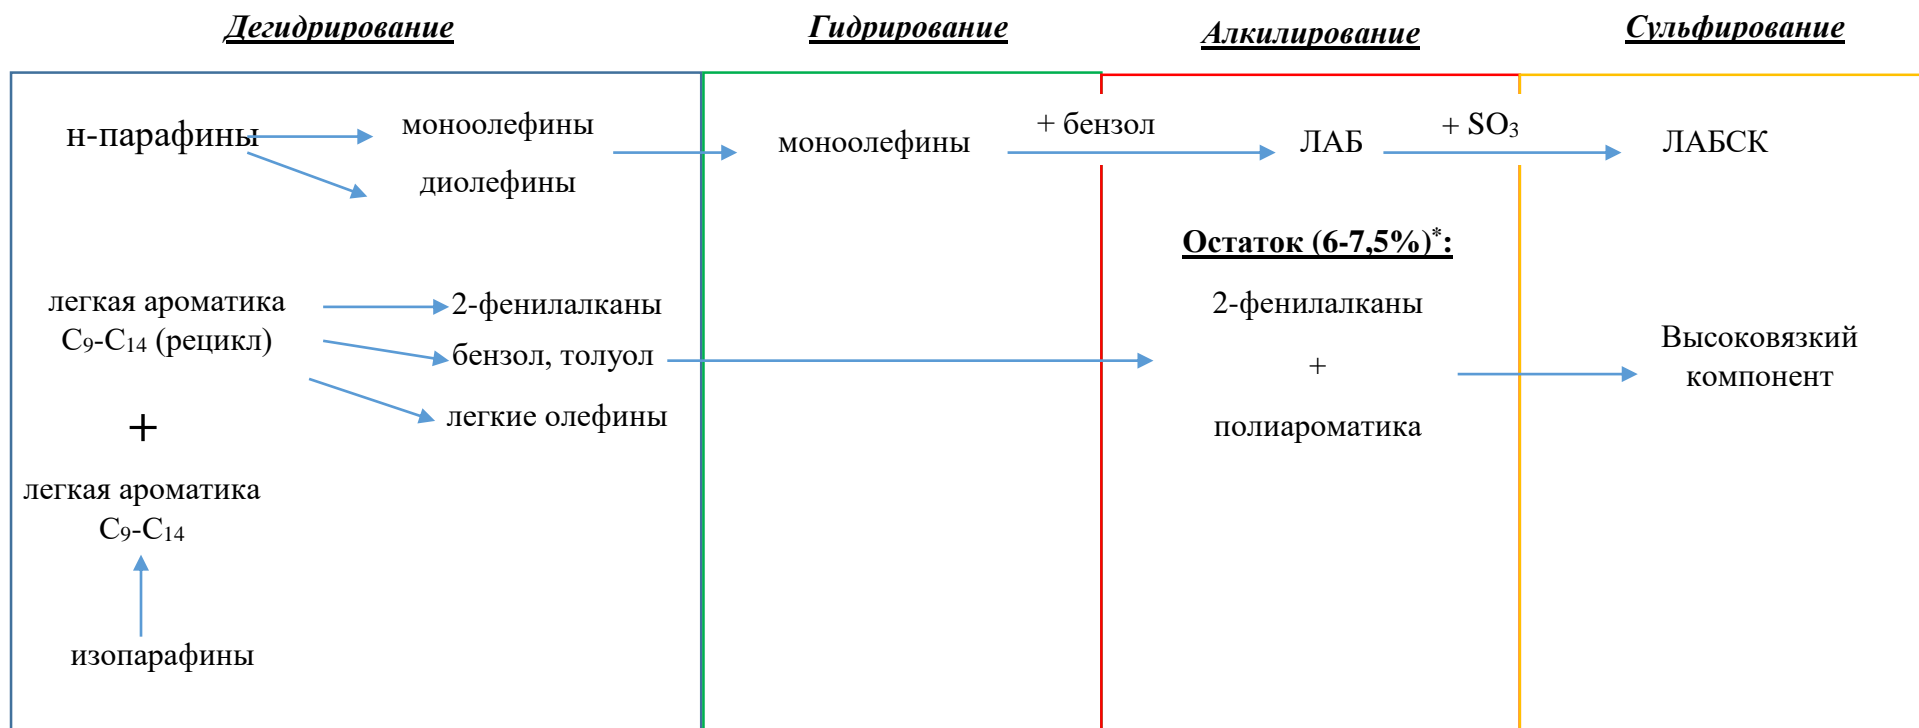 Дегидрирование
Гидрирование
Алкилирование
Сульфирование
н-парафины
моноолефины
диолефины
моноолефины
+ бензол
ЛАБ
+ SO₃
ЛАБСК
Остаток (6-7,5%)*:
легкая ароматика
C₉-C₁₄ (рецикл)
2-фенилалканы
бензол, толуол
легкие олефины
2-фенилалканы
+
полиароматика
Высоковязкий
компонент
+
легкая ароматика
C₉-C₁₄
изопарафины